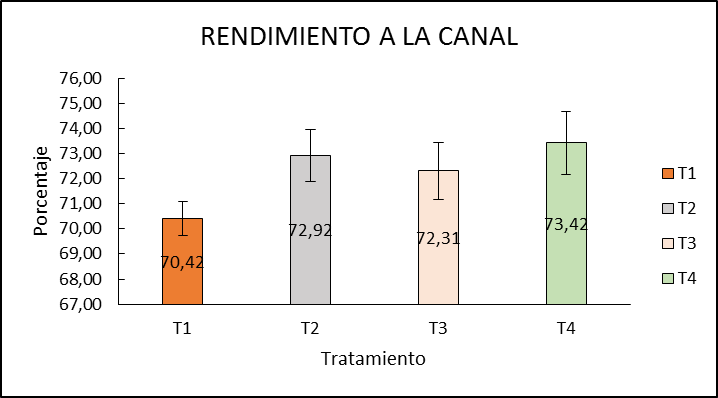 RENDIMIENTO A LA CANAL
76,00
75,00
74,00
73,00
72,00
71,00
70,00
69,00
68,00
67,00
Porcentaje
70,42
72,92
72,31
73,42
T1
T2
T3
T4
Tratamiento
T1
T2
T3
T4